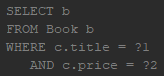 SELECT b
FROM Book b
WHERE c.title = ?1
AND c.price = ?2